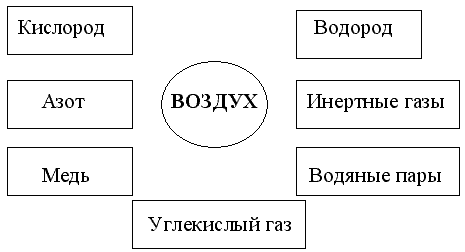 Кислород
Водород
Азот
ВОЗДУХ
Инертные газы
Медь
Водяные пары
Углекислый газ